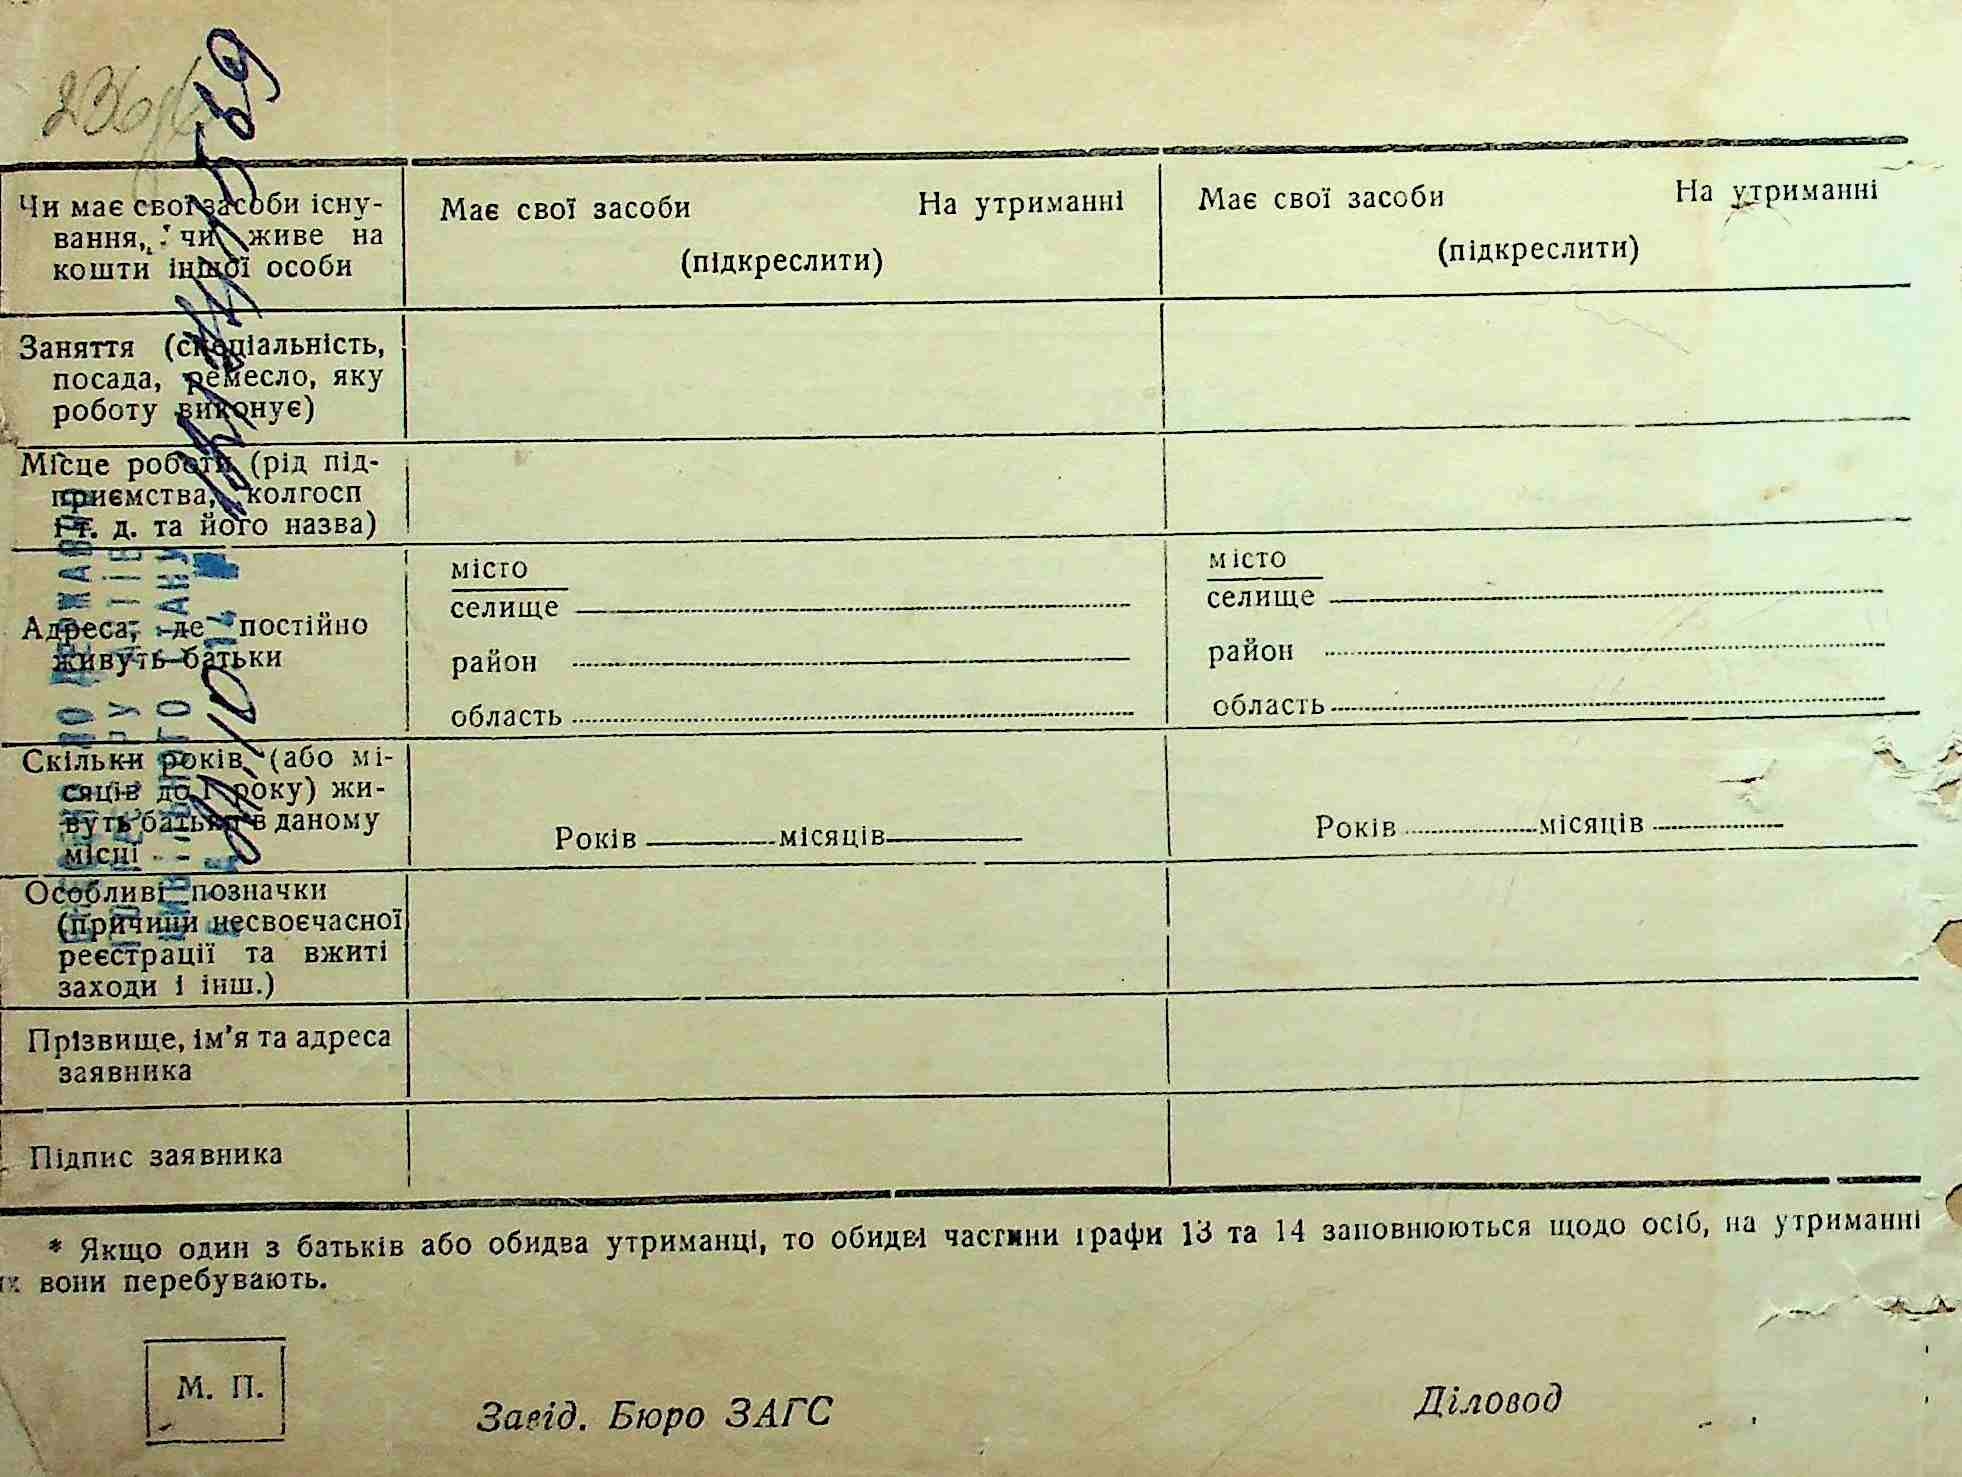 Чи має свої засоби існу-
вання, чи живе на
кошти іншої особи
Має свої засоби На утриманні
(підкреслити)
Має свої засоби На утриманні
(підкреслити)
Заняття (спеціальність,
посада, ремесло, яку
роботу виконує)
Місце роботи (рід під-
приємства, колгосп
і т. д. та його назва)
Адреса, де постійно
живуть батьки
місто
селище
район
область
місто
селище
район
область
Скільки років (або мі-
сяців до 1 року) жи-
вуть батьки в даному
місці
Років місяців
Років місяців
Особливі позначки
(причини несвоєчасної
реєстрації та вжиті
заходи і інш.)
Прізвище, ім'я та адреса
заявника
Підпис заявника
* Якщо один з батьків або обидва утриманці, то обидві частини графи 13 та 14 заповнюються щодо осіб, на утриманні
их вони перебувають.
М. П.
Завід. Бюро ЗАГС
Діловод